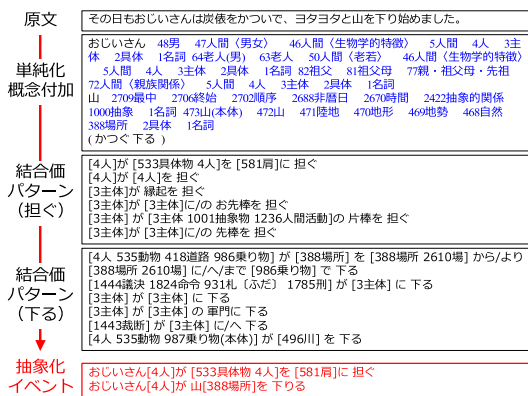 原文
その日もおじいさんは炭俵をかついで、ヨタヨタと山を下り始めました。
単純化
概念付加
おじいさん 48男 47人間〈男女〉 46人間〈生物学的特徴〉 5人間 4人 3主
体 2具体 1名詞 64老人(男) 63老人 50人間〈老若〉 46人間〈生物学的特徴〉
5人間 4人 3主体 2具体 1名詞 82祖父 81祖父母 77親・祖父母・先祖
72人間〈親族関係〉 5人間 4人 3主体 2具体 1名詞
山 2709最中 2706終始 2702順序 2688非暦日 2670時間 2422抽象的関係
1000抽象 1名詞 473山(本体) 472山 471陸地 470地形 469地勢 468自然
388場所 2具体 1名詞
( かつぐ 下る )
結合価
パターン
（担ぐ）
[4人]が [533具体物 4人]を [581肩]に 担ぐ
[4人]が [4人]を 担ぐ
[3主体]が 縁起を 担ぐ
[3主体]が [3主体]に/の お先棒を 担ぐ
[3主体] が [3主体 1001抽象物 1236人間活動]の 片棒を 担ぐ
[3主体]が [3主体]に/の 先棒を 担ぐ
結合価
パターン
（下る）
[4人 535動物 418道路 986乗り物] が [388場所] を [388場所 2610場] から/より
[388場所 2610場] に/へ/まで [986乗り物] で 下る
[1444議決 1824命令 931札〔ふだ〕 1785刑] が [3主体] に 下る
[3主体] が [3主体] に 下る
[3主体] が [3主体] の 軍門に 下る
[1443裁断] が [3主体] に/へ 下る
[4人 535動物 987乗り物(本体)] が [496川] を 下る
抽象化
イベント
おじいさん[4人]が [533具体物 4人]を [581肩]に 担ぐ
おじいさん[4人]が 山[388場所]を 下りる